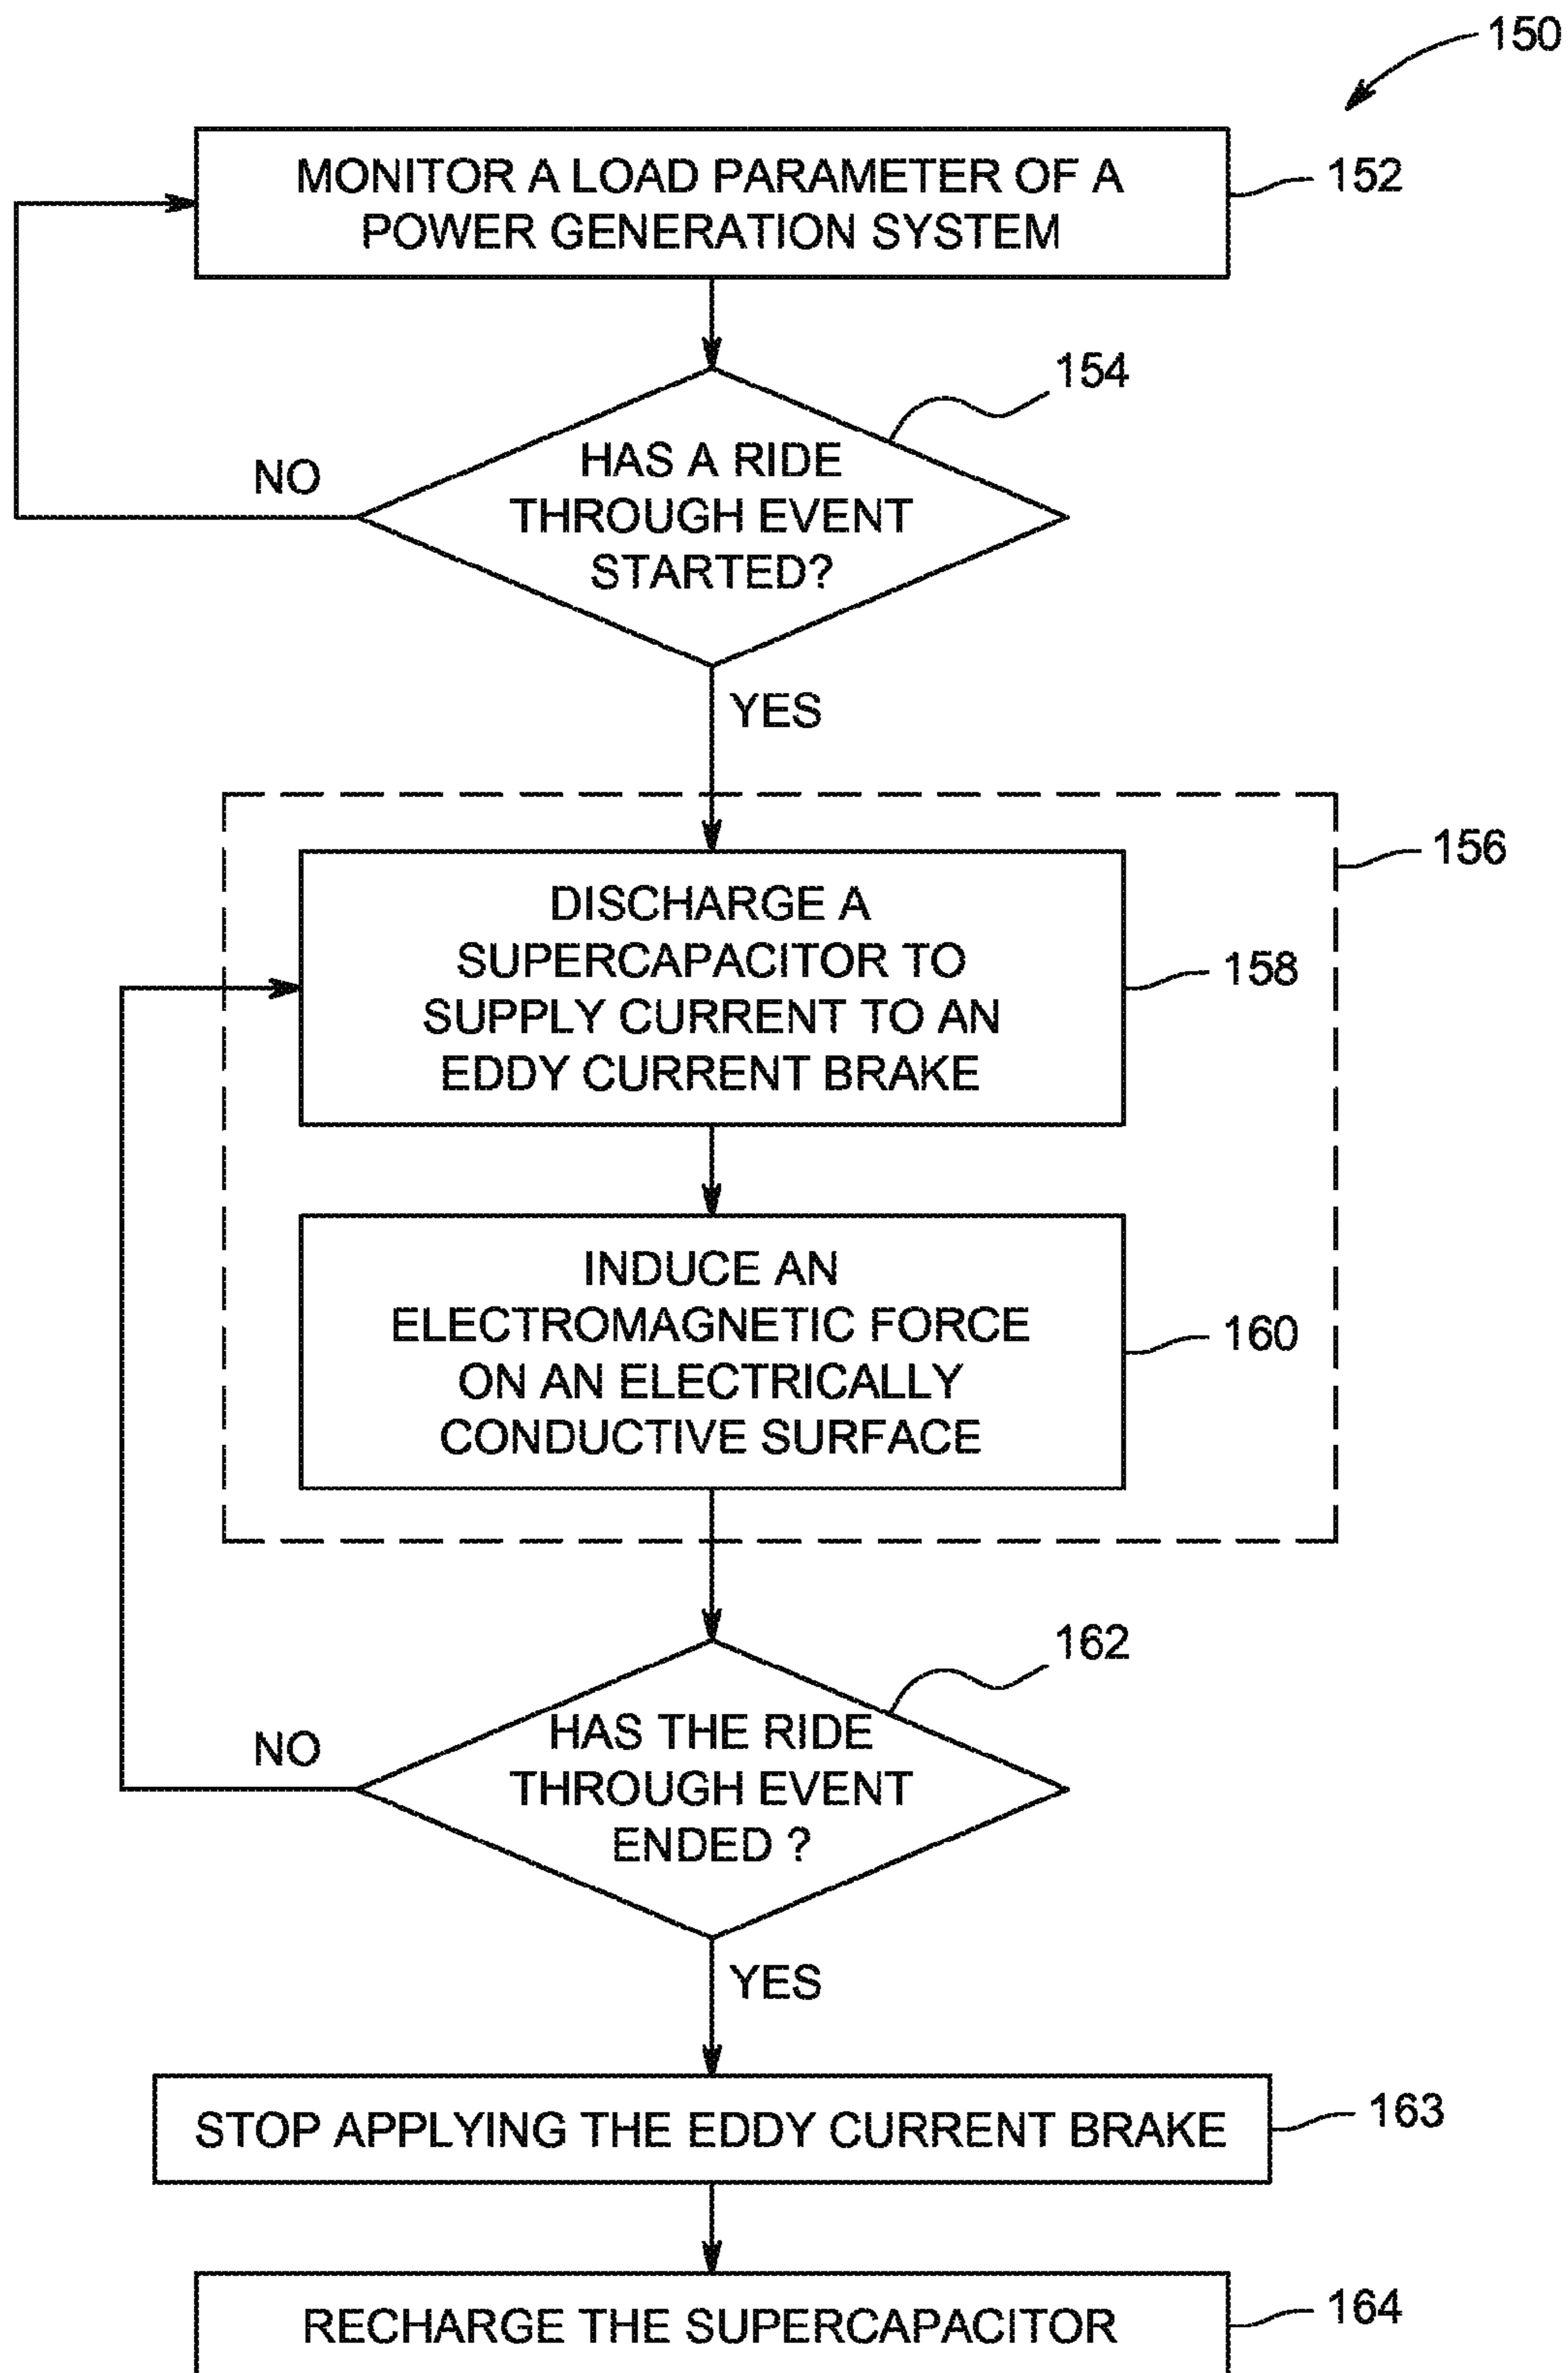 150
MONITOR A LOAD PARAMETER OF A
POWER GENERATION SYSTEM
152
154
HAS A RIDE
THROUGH EVENT
STARTED?
NO
YES
156
DISCHARGE A
SUPERCAPACITOR TO
SUPPLY CURRENT TO AN
EDDY CURRENT BRAKE
158
INDUCE AN
ELECTROMAGNETIC FORCE
ON AN ELECTRICALLY
CONDUCTIVE SURFACE
160
162
HAS THE RIDE
THROUGH EVENT
ENDED ?
NO
YES
STOP APPLYING THE EDDY CURRENT BRAKE
163
RECHARGE THE SUPERCAPACITOR
164